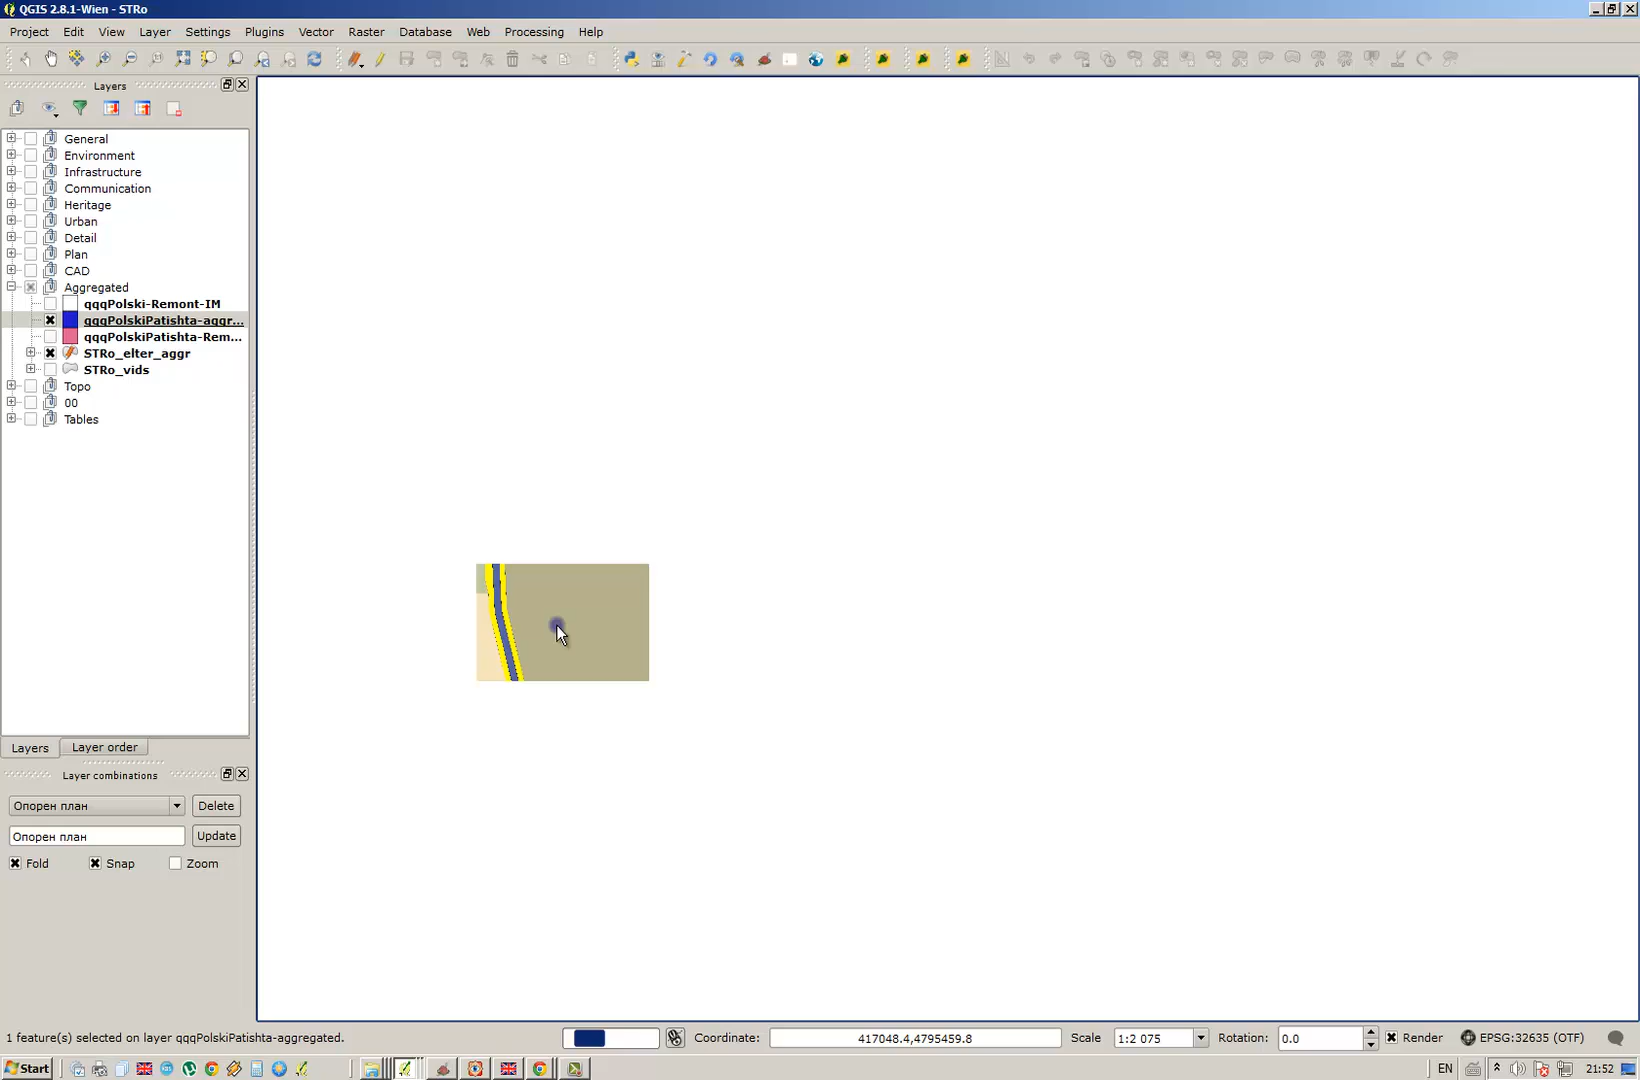 QGIS 2.8.1-Wien - STRo
Project Edit View Layer Settings Plugins Vector Raster Database Web Processing Help
Layers
General
Environment
Infrastructure
Communication
Heritage
Urban
Detail
Plan
CAD
Aggregated
qqqPolski-Remont-IM
qqqPolskiPatishta-aggr...
qqqPolskiPatishta-Rem...
STRo_elter_aggr
STRo_vids
Topo
00
Tables
Layers Layer order
Layer combinations
Опорен план Delete
Опорен план Update
Fold Snap Zoom
1 feature(s) selected on layer qqqPolskiPatishta-aggregated. Coordinate: 417048.4,4795459.8 Scale 1:2 075 Rotation: 0.0 Render EPSG:32635 (OTF)
Start EN 21:52